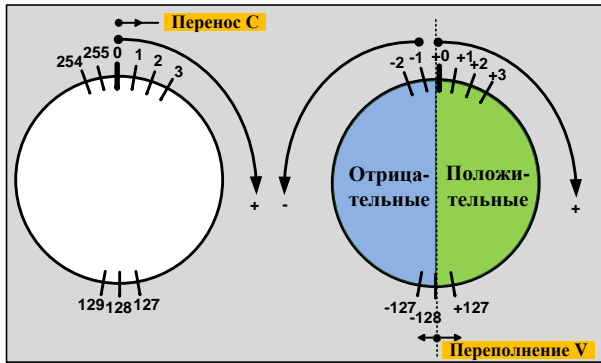 Перенос C
254 255 0 1 2 3
+
129 128 127
-2 -1 +0 +1 +2 +3
Отрица-
тельные
Положи-
тельные
- +
-127 -128 +127
Переполнение V